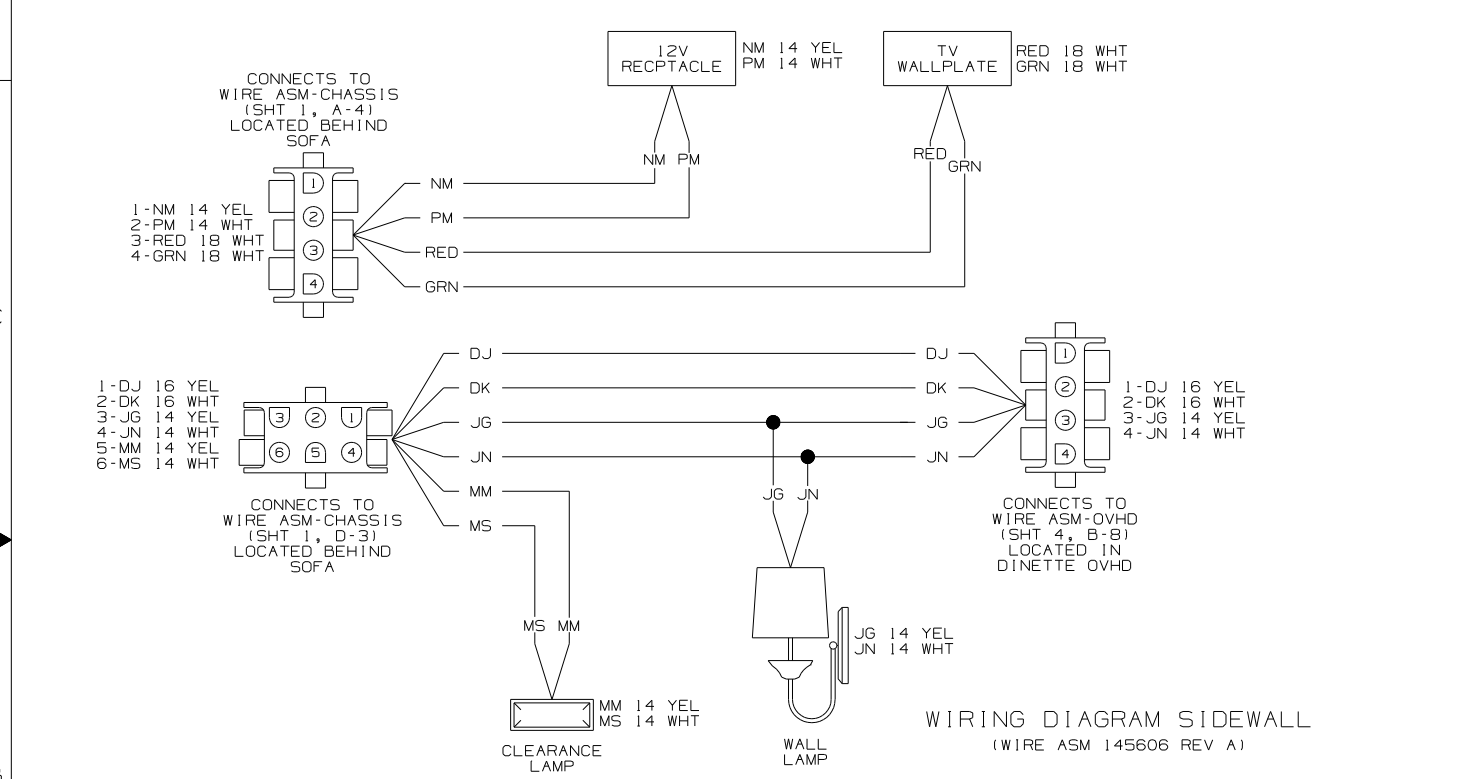 12V
RECPTACLE
NM 14 YEL
PM 14 WHT
TV
WALLPLATE
RED 18 WHT
GRN 18 WHT
CONNECTS TO
WIRE ASM-CHASSIS
(SHT 1, A-4)
LOCATED BEHIND
SOFA
1-NM 14 YEL
2-PM 14 WHT
3-RED 18 WHT
4-GRN 18 WHT
1
2
3
4
NM
PM
RED
GRN
NM PM
RED
GRN
1-DJ 16 YEL
2-DK 16 WHT
3-JG 14 YEL
4-JN 14 WHT
5-MM 14 YEL
6-MS 14 WHT
3 2 1
6 5 4
CONNECTS TO
WIRE ASM-CHASSIS
(SHT 1, D-3)
LOCATED BEHIND
SOFA
DJ
DK
JG
JN
MM
MS
DJ
DK
JG
JN
1
2
3
4
1-DJ 16 YEL
2-DK 16 WHT
3-JG 14 YEL
4-JN 14 WHT
CONNECTS TO
WIRE ASM-OVHD
(SHT 4, B-8)
LOCATED IN
DINETTE OVHD
JG JN
MS MM
JG 14 YEL
JN 14 WHT
MM 14 YEL
MS 14 WHT
CLEARANCE
LAMP
WALL
LAMP
WIRING DIAGRAM SIDEWALL
(WIRE ASM 145606 REV A)